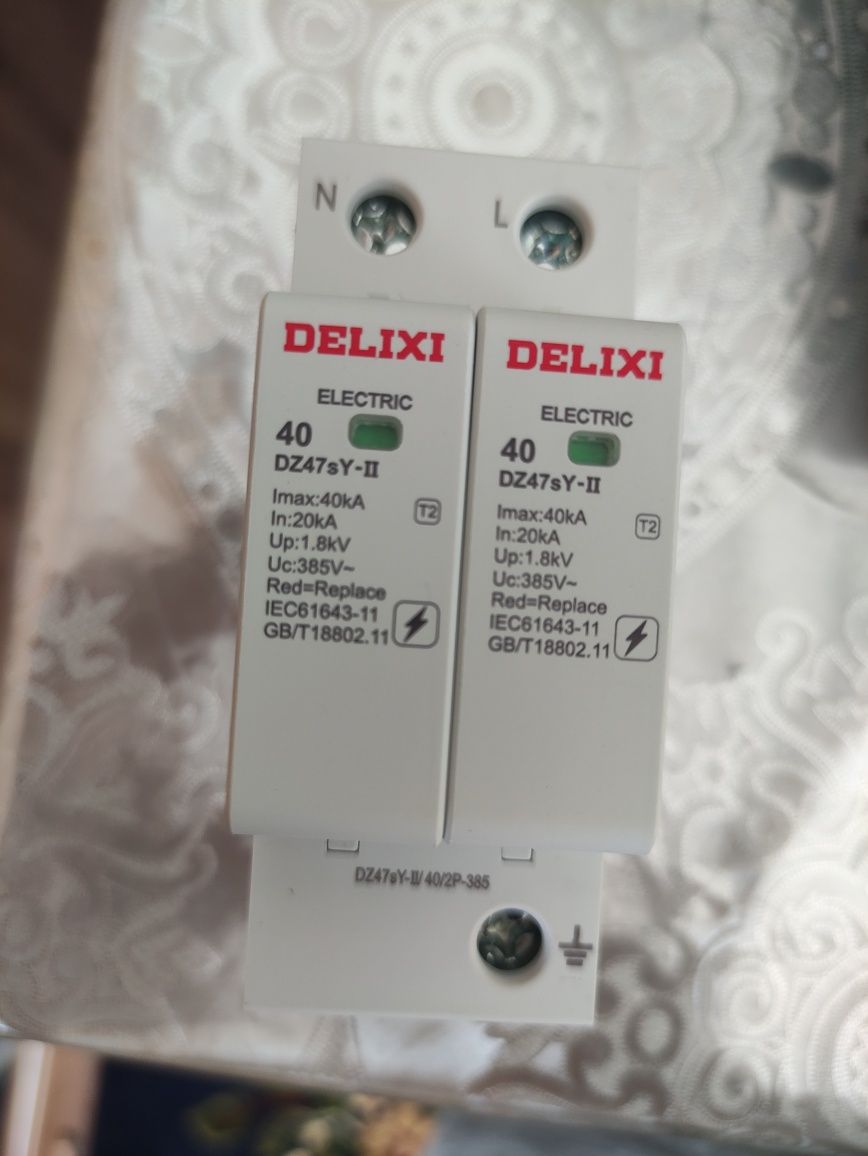 N
L
DELIXI
ELECTRIC
40
DZ47sY-II
Imax:40kA
T2
In:20kA
Up:1.8kV
Uc:385V~
Red=Replace
IEC61643-11
GB/T18802.11
DELIXI
ELECTRIC
40
DZ47sY-II
Imax:40kA
T2
In:20kA
Up:1.8kV
Uc:385V~
Red=Replace
IEC61643-11
GB/T18802.11
DZ47sY-II/40/2P-385